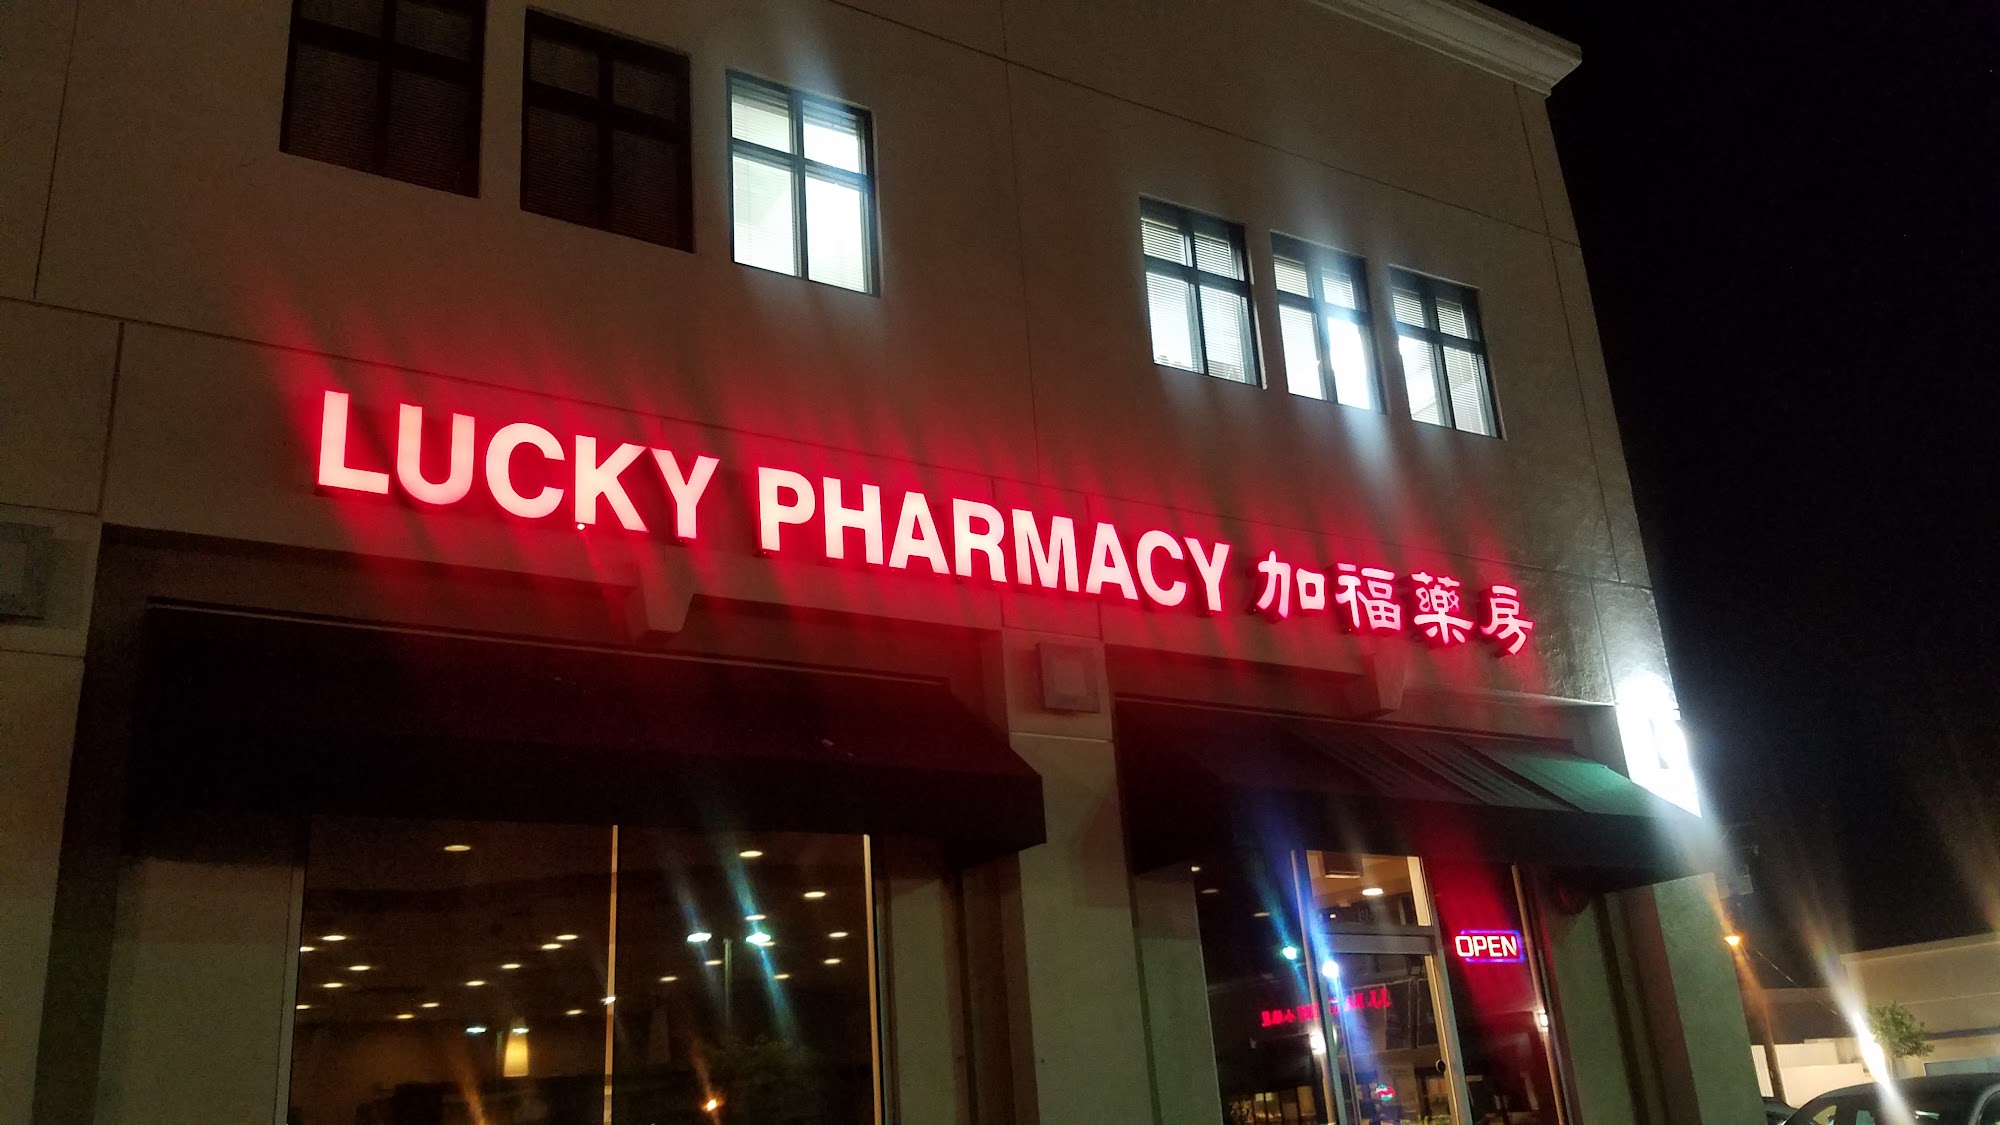 LUCKY PHARMACY 加福藥房
OPEN